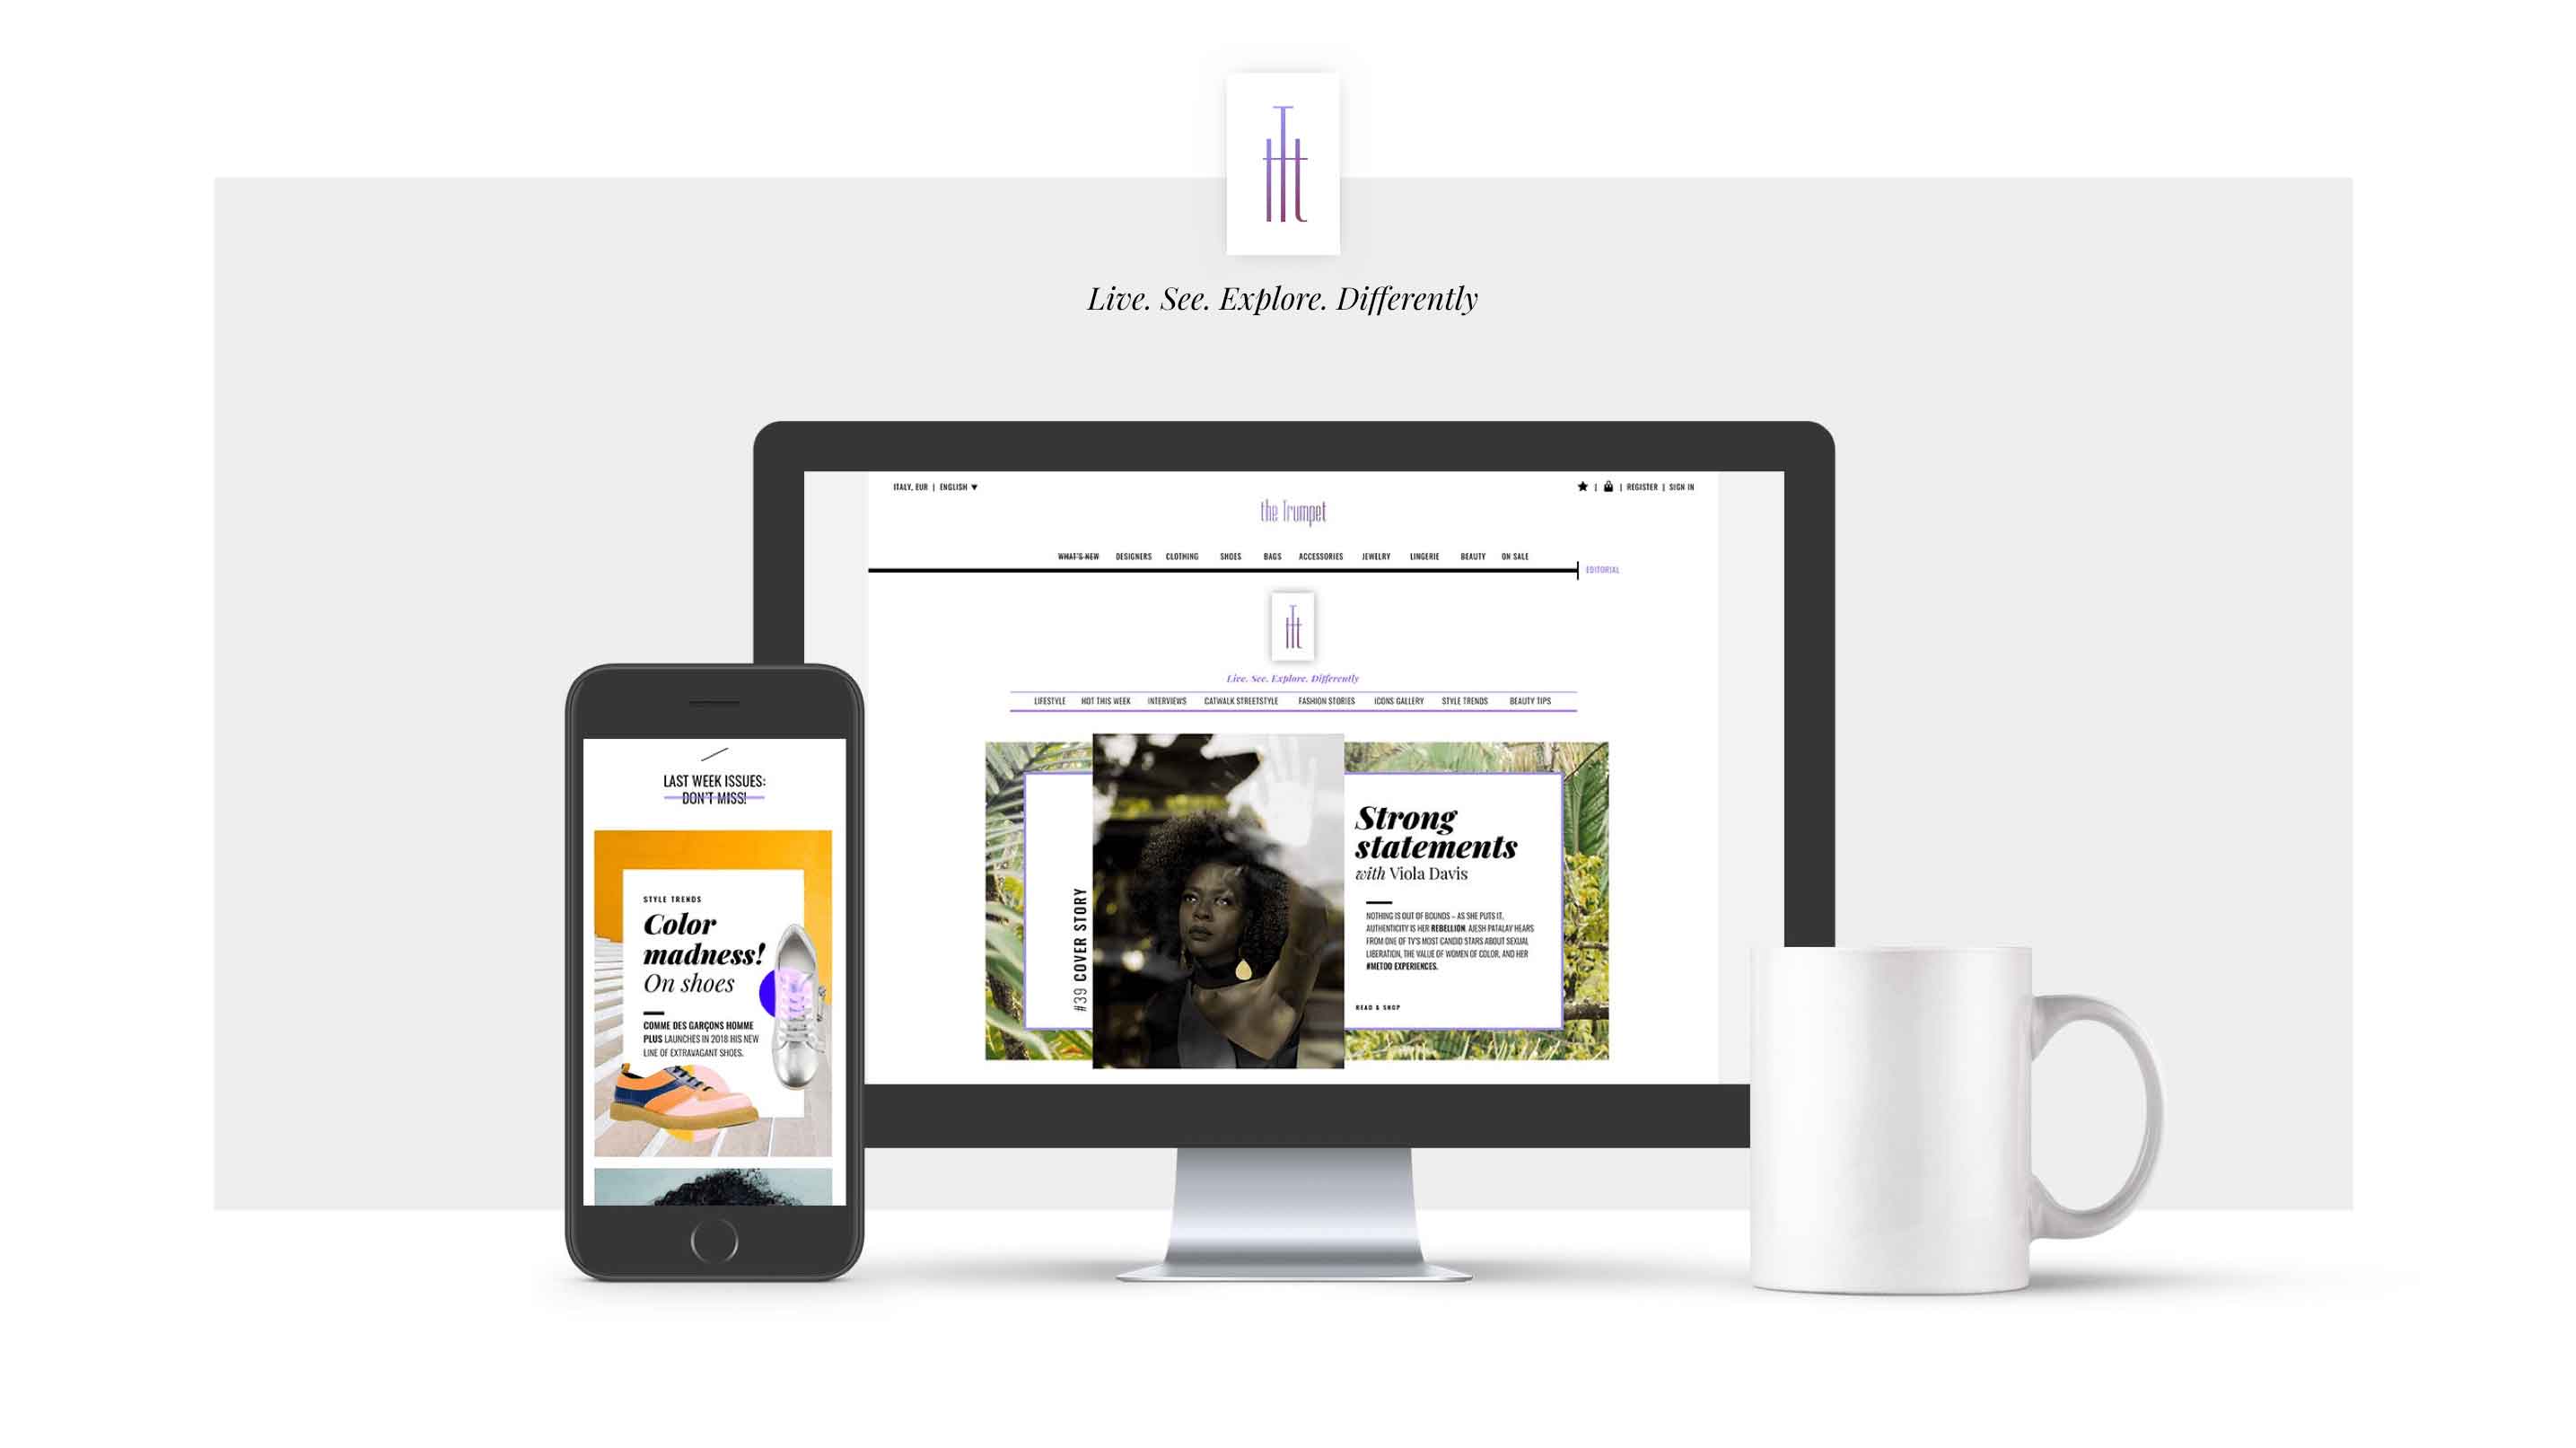 Live. See. Explore. Differently
ITALY, EUR | ENGLISH ▼
| | REGISTER | SIGN IN
the Trumpet
WHAT'S NEW DESIGNERS CLOTHING SHOES BAGS ACCESSORIES JEWELRY LINGERIE BEAUTY ON SALE
EDITORIAL
Live. See. Explore. Differently
LIFESTYLE HOT THIS WEEK INTERVIEWS CATWALK STREETSTYLE FASHION STORIES ICONS GALLERY STYLE TRENDS BEAUTY TIPS
#39 COVER STORY
Strong
statements
with Viola Davis
NOTHING IS OUT OF BOUNDS – AS SHE PUTS IT,
AUTHENTICITY IS HER REBELLION. AJESH PATALAY HEARS
FROM ONE OF TV'S MOST CANDID STARS ABOUT SEXUAL
LIBERATION, THE VALUE OF WOMEN OF COLOR, AND HER
#METOO EXPERIENCES.
READ & SHOP
LAST WEEK ISSUES:
DON'T MISS!
STYLE TRENDS
Color
madness!
On shoes
COMME DES GARÇONS HOMME
PLUS LAUNCHES IN 2018 HIS NEW
LINE OF EXTRAVAGANT SHOES.